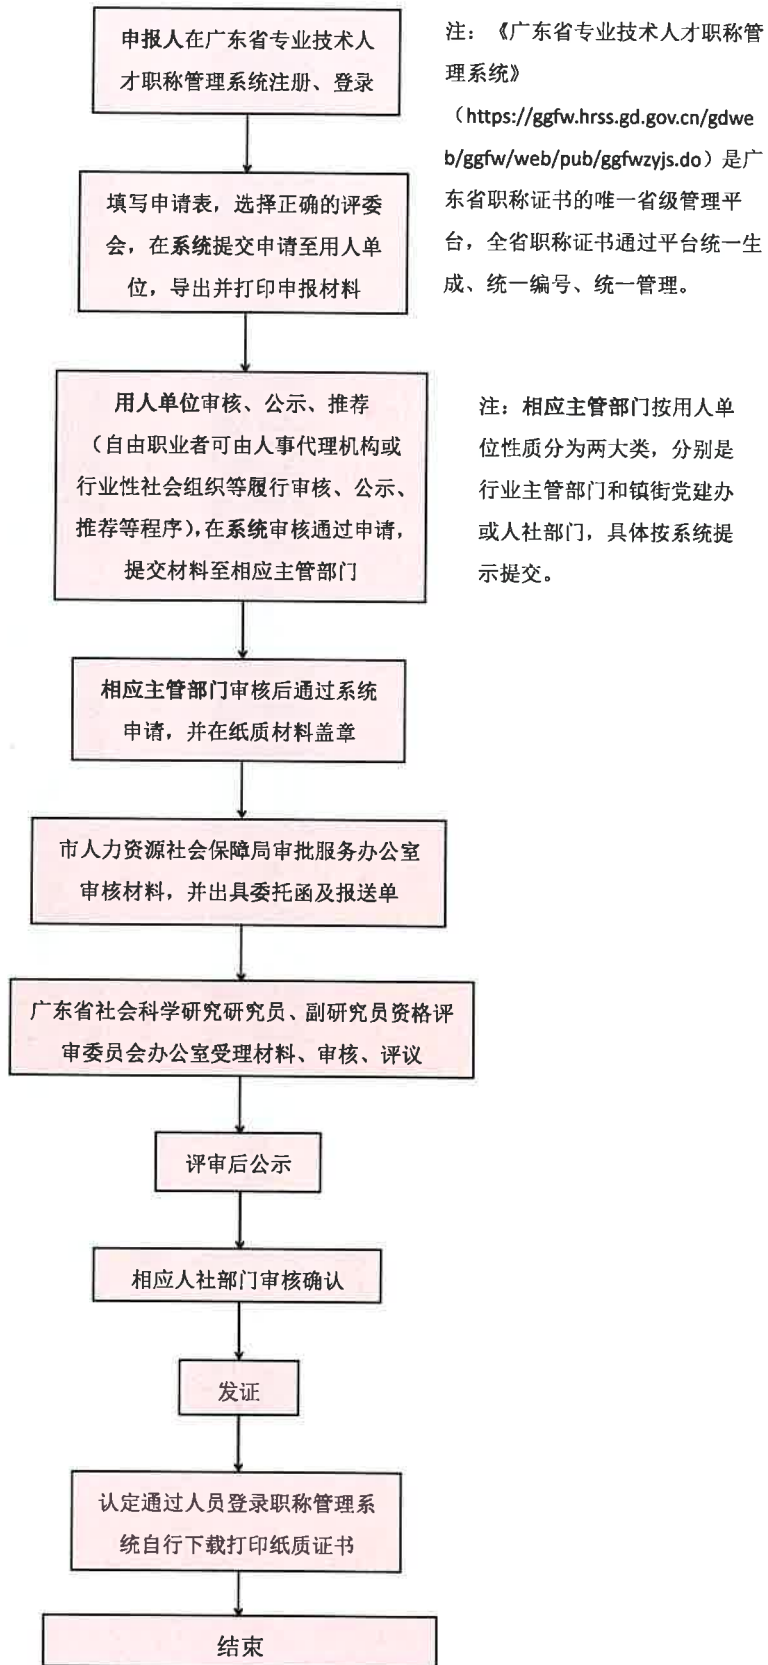 申报人在广东省专业技术人
才职称管理系统注册、登录
注：《广东省专业技术人才职称管
理系统》
（https://ggfw.hrss.gd.gov.cn/gdwe
b/ggfw/web/pub/ggfwzyjs.do）是广
东省职称证书的唯一省级管理平
台，全省职称证书通过平台统一生
成、统一编号、统一管理。
填写申请表，选择正确的评委
会，在系统提交申请至用人单
位，导出并打印申报材料
用人单位审核、公示、推荐
（自由职业者可由人事代理机构或
行业性社会组织等履行审核、公示、
推荐等程序），在系统审核通过申请，
提交材料至相应主管部门
注：相应主管部门按用人单
位性质分为两大类，分别是
行业主管部门和镇街党建办
或人社部门，具体按系统提
示提交。
相应主管部门审核后通过系统
申请，并在纸质材料盖章
市人力资源社会保障局审批服务办公室
审核材料，并出具委托函及报送单
广东省社会科学研究研究员、副研究员资格评
审委员会办公室受理材料、审核、评议
评审后公示
相应人社部门审核确认
发证
认定通过人员登录职称管理系
统自行下载打印纸质证书
结束